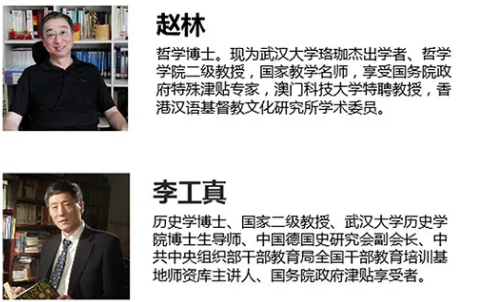 赵林
哲学博士。现为武汉大学珞珈杰出学者、哲学
学院二级教授，国家教学名师，享受国务院政
府特殊津贴专家，澳门科技大学特聘教授，香
港汉语基督教文化研究所学术委员。
李工真
历史学博士、国家二级教授、武汉大学历史学
院博士生导师、中国德国史研究会副会长、中
共中央组织部干部教育局全国干部教育培训基
地师资库主讲人、国务院政府津贴享受者。